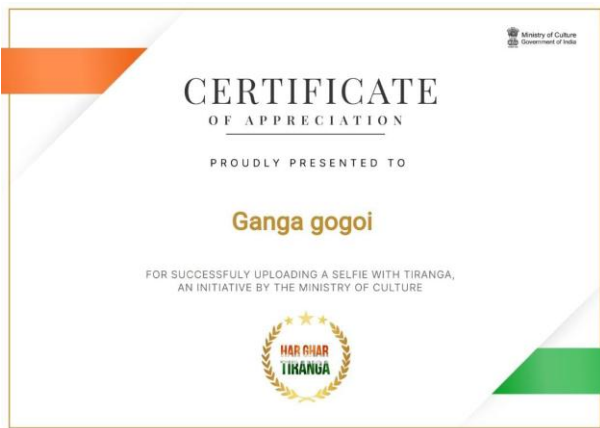 Ministry of Culture
Government of India
CERTIFICATE
OF APPRECIATION
PROUDLY PRESENTED TO
Ganga gogoi
FOR SUCCESSFULY UPLOADING A SELFIE WITH TIRANGA,
AN INITIATIVE BY THE MINISTRY OF CULTURE
HAR GHAR
TIRANGA